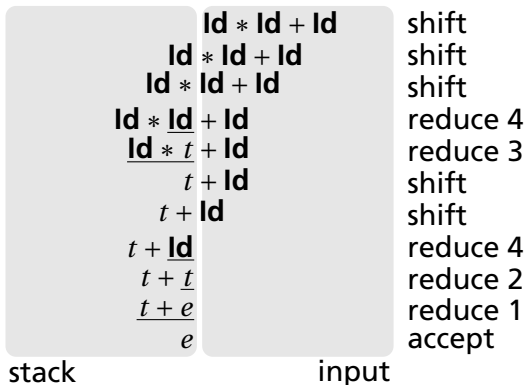 Id ∗ Id + Id shift
Id ∗ Id + Id shift
Id ∗ Id + Id shift
Id ∗ Id + Id reduce 4
Id ∗ t + Id reduce 3
t + Id shift
t + Id shift
t + Id reduce 4
t + t reduce 2
t + e reduce 1
e accept
stack input